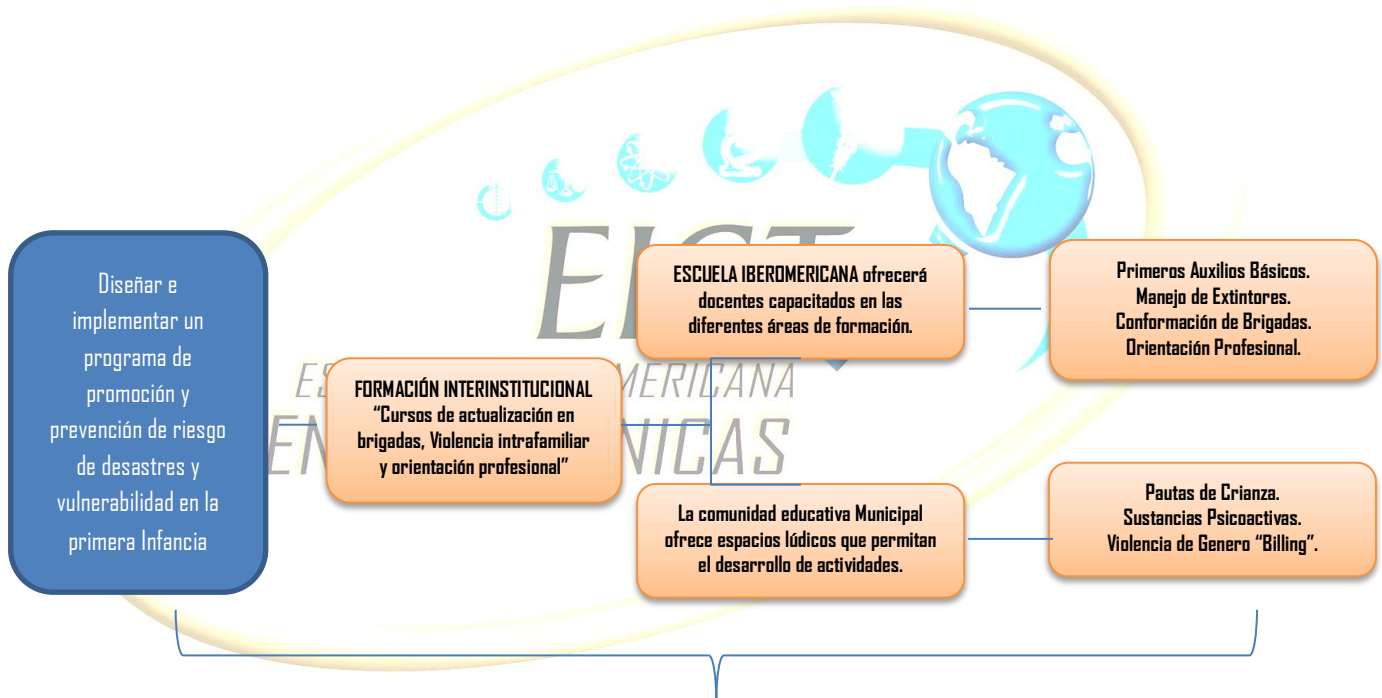 Diseñar e
implementar un
programa de
promoción y
prevención de riesgo
de desastres y
vulnerabilidad en la
primera Infancia
FORMACIÓN INTERINSTITUCIONAL
“Cursos de actualización en
brigadas, Violencia intrafamiliar
y orientación profesional”
ESCUELA IBEROMERICANA ofrecerá
docentes capacitados en las
diferentes áreas de formación.
La comunidad educativa Municipal
ofrece espacios lúdicos que permitan
el desarrollo de actividades.
Primeros Auxilios Básicos.
Manejo de Extintores.
Conformación de Brigadas.
Orientación Profesional.
Pautas de Crianza.
Sustancias Psicoactivas.
Violencia de Genero “Billing”.